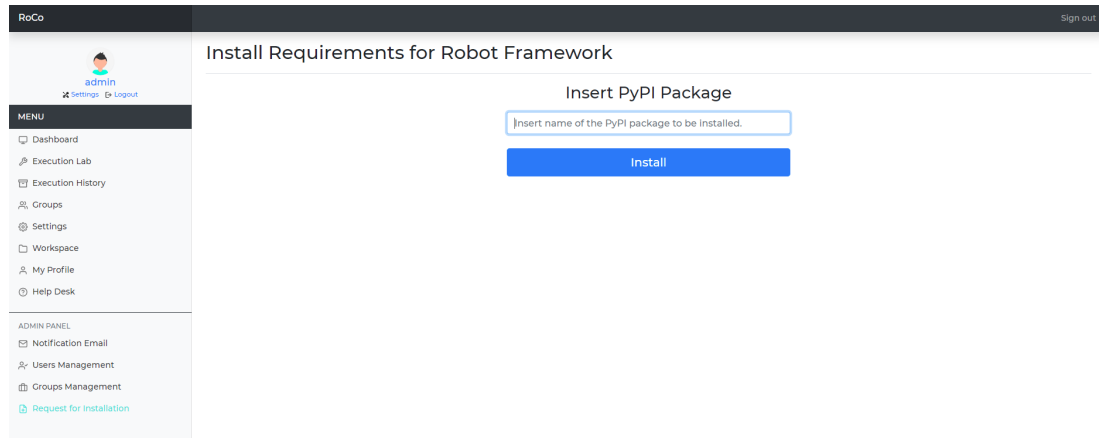 RoCo
Sign out
admin
Settings Logout
MENU
Dashboard
Execution Lab
Execution History
Groups
Settings
Workspace
My Profile
Help Desk
ADMIN PANEL
Notification Email
Users Management
Groups Management
Request for Installation
Install Requirements for Robot Framework
Insert PyPI Package
Insert name of the PyPI package to be installed.
Install